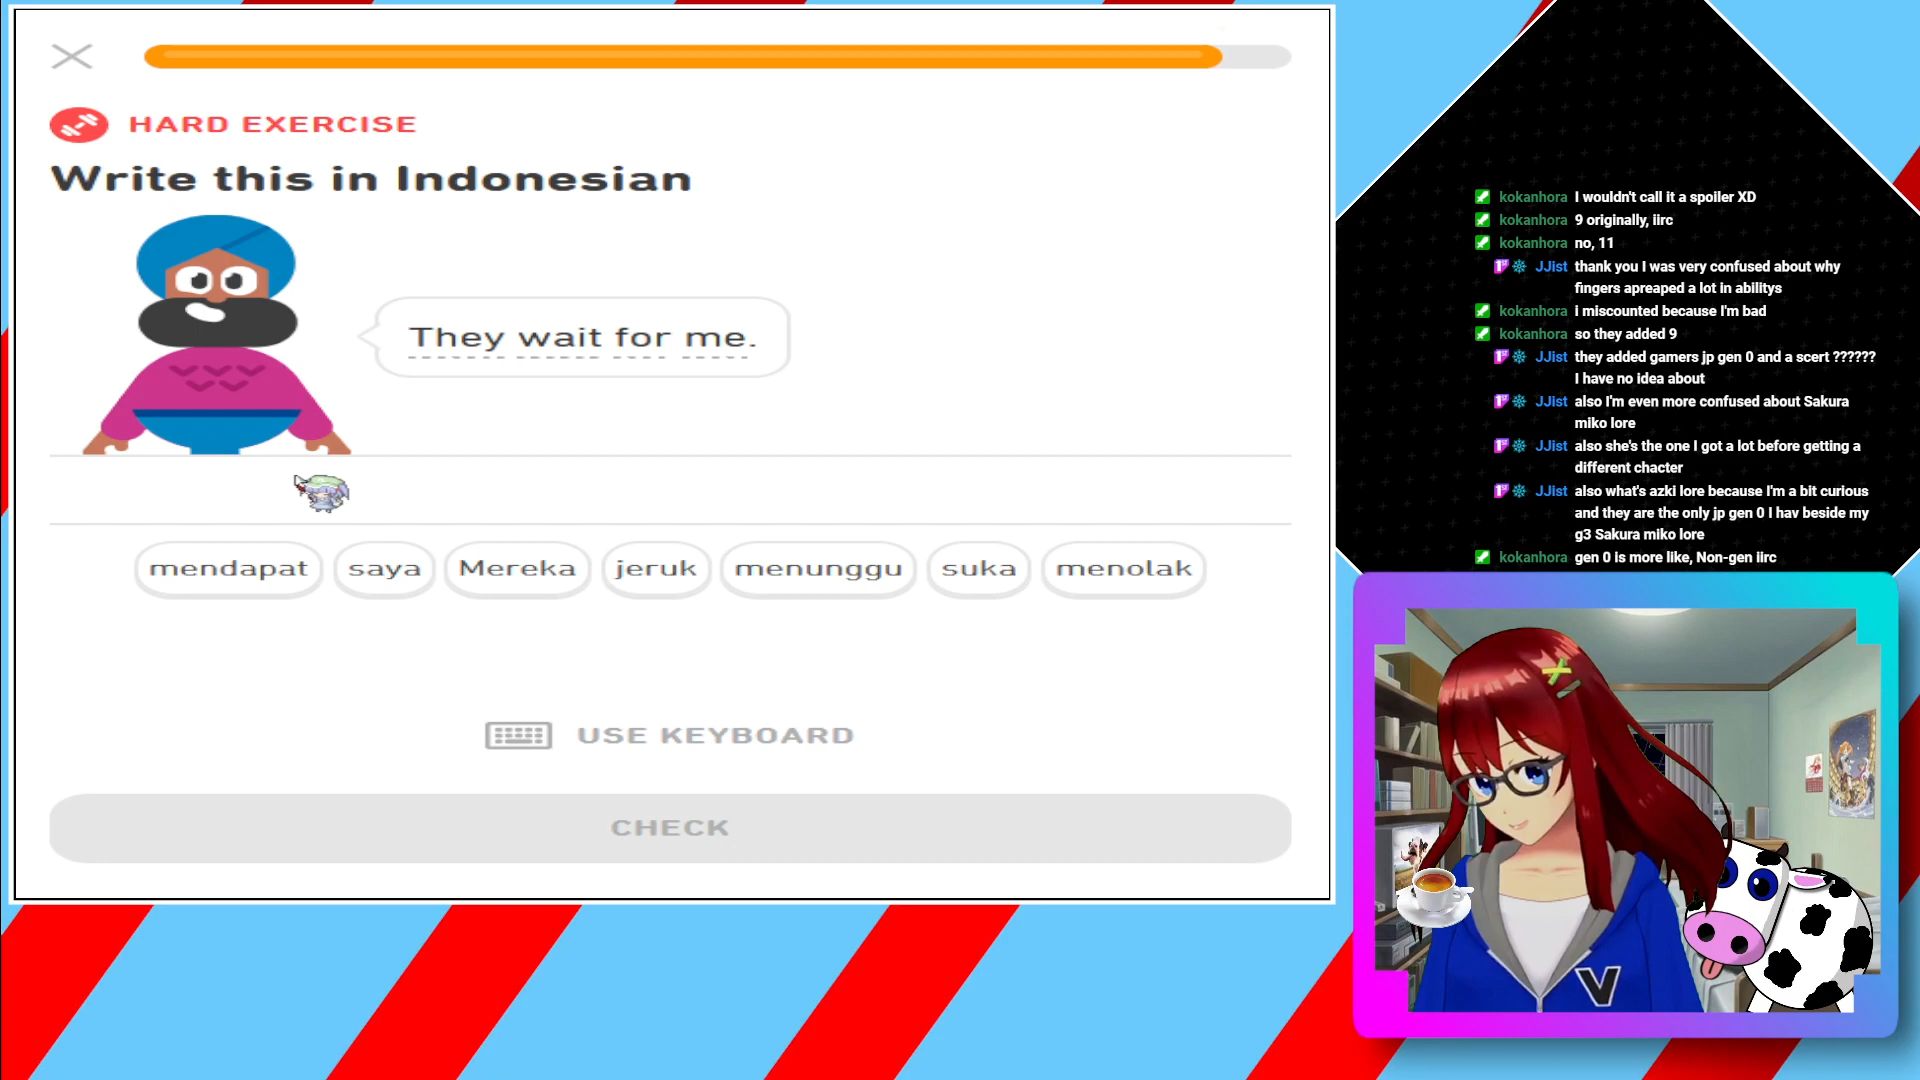 HARD EXERCISE
Write this in Indonesian
They wait for me.
mendapat saya Mereka jeruk menunggu suka menolak
USE KEYBOARD
CHECK
kokanhora I wouldn't call it a spoiler XD
kokanhora 9 originally, iirc
kokanhora no, 11
JJist thank you I was very confused about why
fingers apreaped a lot in abilitys
kokanhora i miscounted because I'm bad
kokanhora so they added 9
JJist they added gamers jp gen 0 and a scert ??????
I have no idea about
JJist also I'm even more confused about Sakura
miko lore
JJist also she's the one I got a lot before getting a
different chacter
JJist also what's azki lore because I'm a bit curious
and they are the only jp gen 0 I hav beside my
g3 Sakura miko lore
kokanhora gen 0 is more like, Non-gen iirc
V